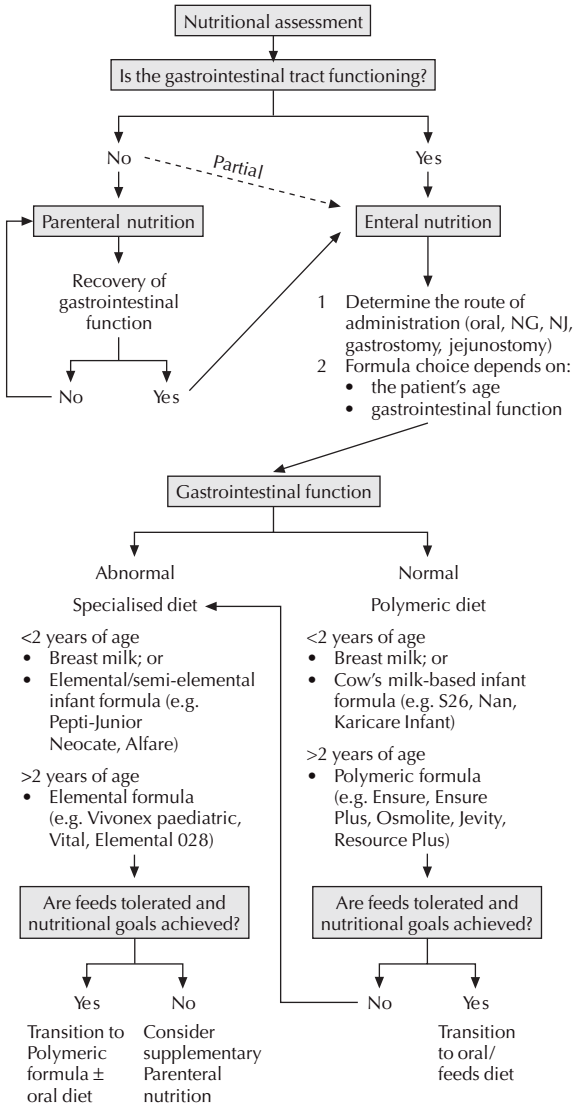 Nutritional assessment
Is the gastrointestinal tract functioning?
No
Partial
Yes
Parenteral nutrition
Enteral nutrition
Recovery of
gastrointestinal
function
No
Yes
1 Determine the route of
administration (oral, NG, NJ,
gastrostomy, jejunostomy)
2 Formula choice depends on:
• the patient's age
• gastrointestinal function
Gastrointestinal function
Abnormal
Specialised diet
<2 years of age
• Breast milk; or
• Elemental/semi-elemental
infant formula (e.g.
Pepti-Junior
Neocate, Alfare)
>2 years of age
• Elemental formula
(e.g. Vivonex paediatric,
Vital, Elemental 028)
Are feeds tolerated and
nutritional goals achieved?
Yes
Transition to
Polymeric
formula ±
oral diet
No
Consider
supplementary
Parenteral
nutrition
Normal
Polymeric diet
<2 years of age
• Breast milk; or
• Cow's milk-based infant
formula (e.g. S26, Nan,
Karicare Infant)
>2 years of age
• Polymeric formula
(e.g. Ensure, Ensure
Plus, Osmolite, Jevity,
Resource Plus)
Are feeds tolerated and
nutritional goals achieved?
No
Yes
Transition
to oral/
feeds diet